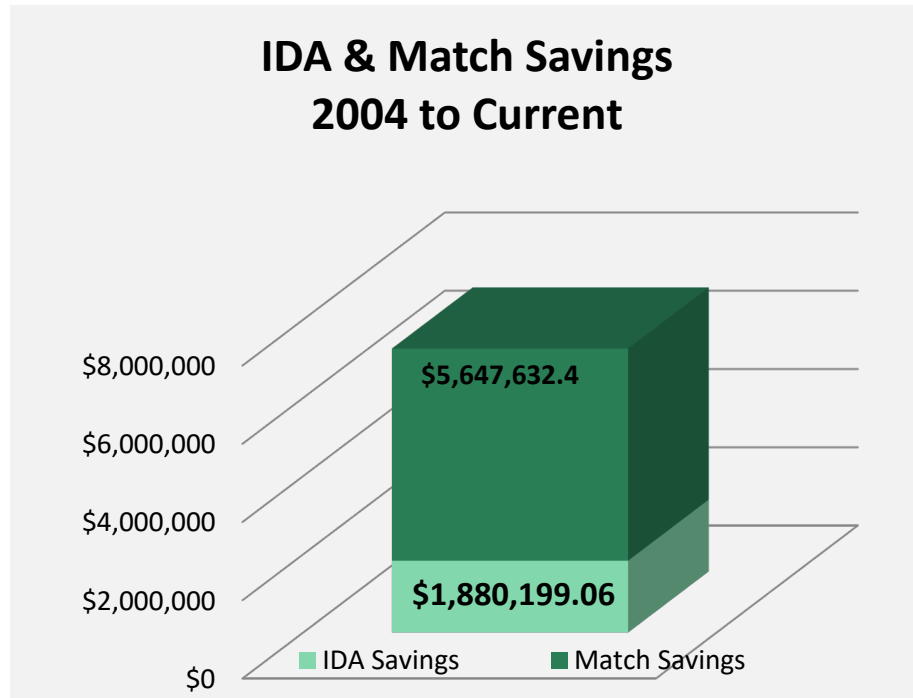 IDA & Match Savings
2004 to Current
$8,000,000
$6,000,000
$4,000,000
$2,000,000
$0
$5,647,632.4
$1,880,199.06
IDA Savings
Match Savings